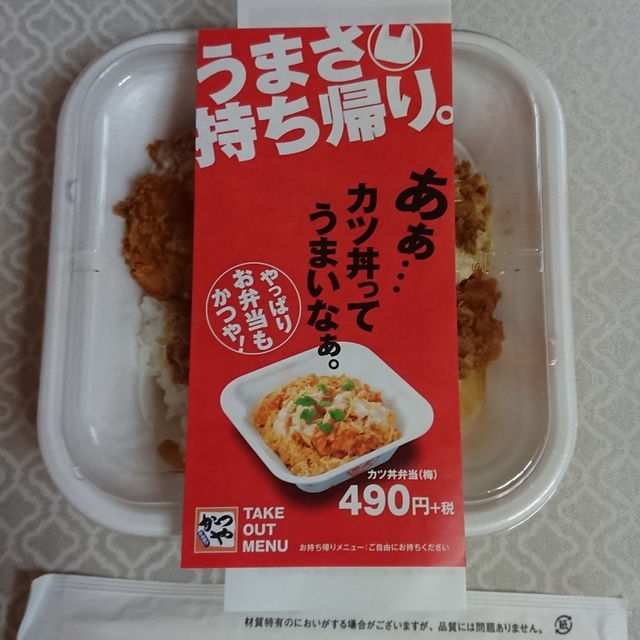 うまさ
持ち帰り。
あぁ…
カツ丼って
うまいなぁ。
やっぱり
お弁当も
かつや!
カツ丼弁当(梅)
490円+税
かつや
TAKE
OUT
MENU
お持ち帰りメニュー:ご自由にお持ちください
材質特有のにおいがする場合がございますが、品質には問題ありません。
紙